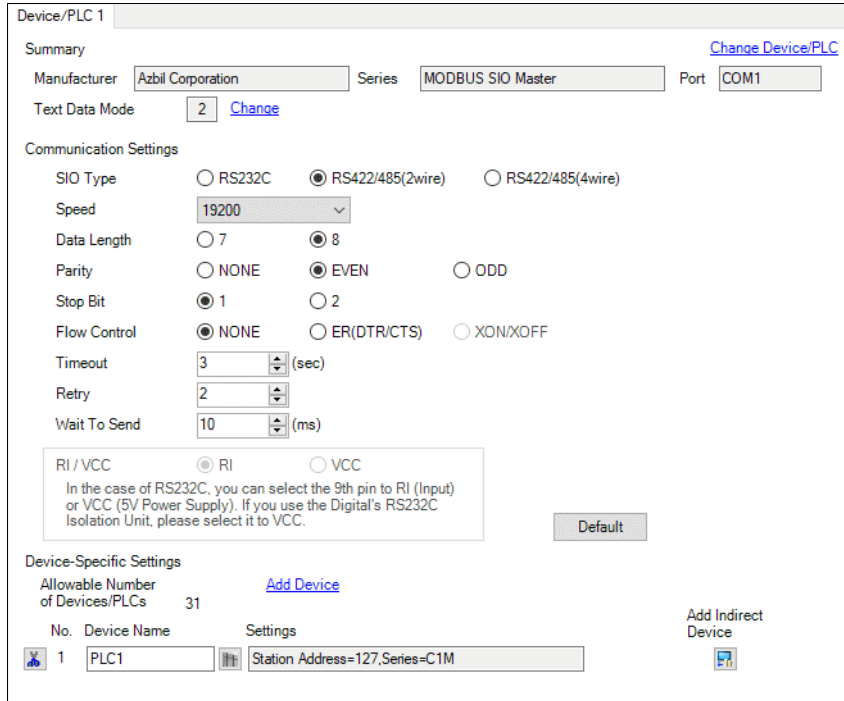 Device/PLC 1
Summary
Change Device/PLC
Manufacturer Azbil Corporation Series MODBUS SIO Master Port COM1
Text Data Mode 2 Change
Communication Settings
SIO Type RS232C RS422/485(2wire) RS422/485(4wire)
Speed 19200
Data Length 7 8
Parity NONE EVEN ODD
Stop Bit 1 2
Flow Control NONE ER(DTR/CTS) XON/XOFF
Timeout 3 (sec)
Retry 2
Wait To Send 10 (ms)
RI / VCC RI VCC
In the case of RS232C, you can select the 9th pin to RI (Input)
or VCC (5V Power Supply). If you use the Digital's RS232C
Isolation Unit, please select it to VCC.
Default
Device-Specific Settings
Allowable Number
of Devices/PLCs 31
Add Device
Add Indirect
Device
No. Device Name Settings
1 PLC1 Station Address=127,Series=C1M